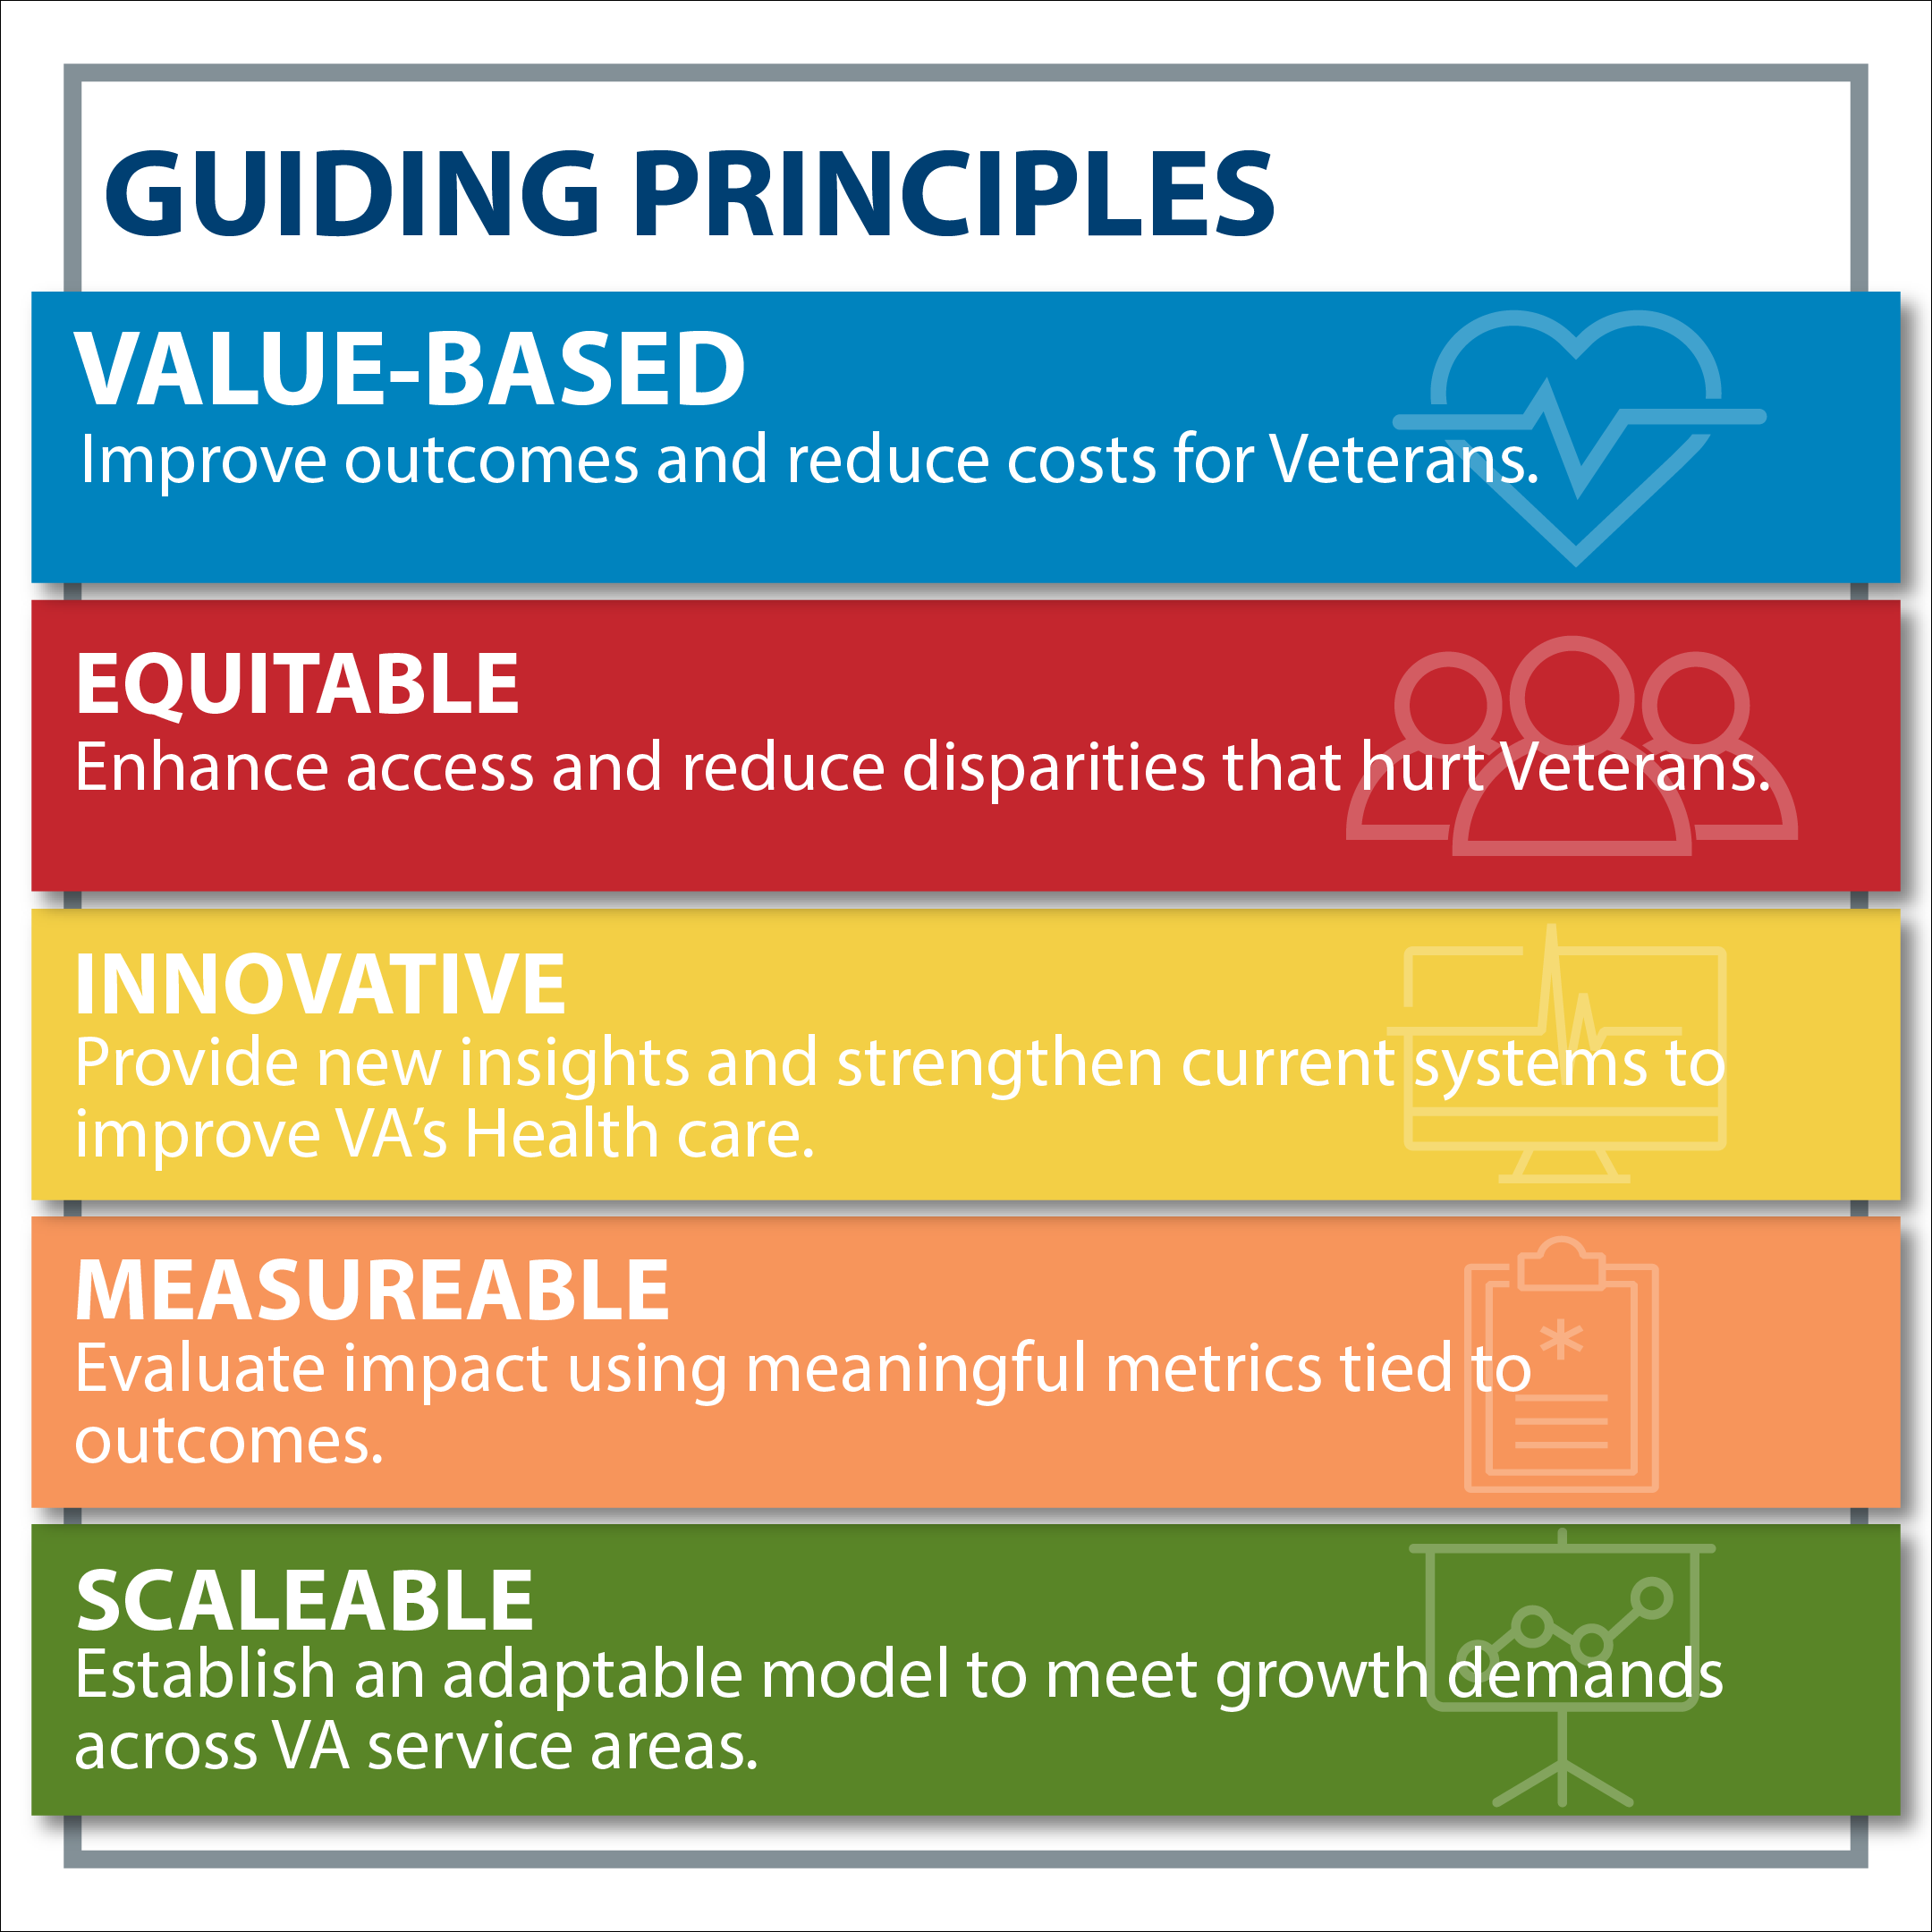 GUIDING PRINCIPLES
VALUE-BASED
Improve outcomes and reduce costs for Veterans.
EQUITABLE
Enhance access and reduce disparities that hurt Veterans.
INNOVATIVE
Provide new insights and strengthen current systems to
improve VA’s Health care.
MEASUREABLE
Evaluate impact using meaningful metrics tied to
outcomes.
SCALEABLE
Establish an adaptable model to meet growth demands
across VA service areas.